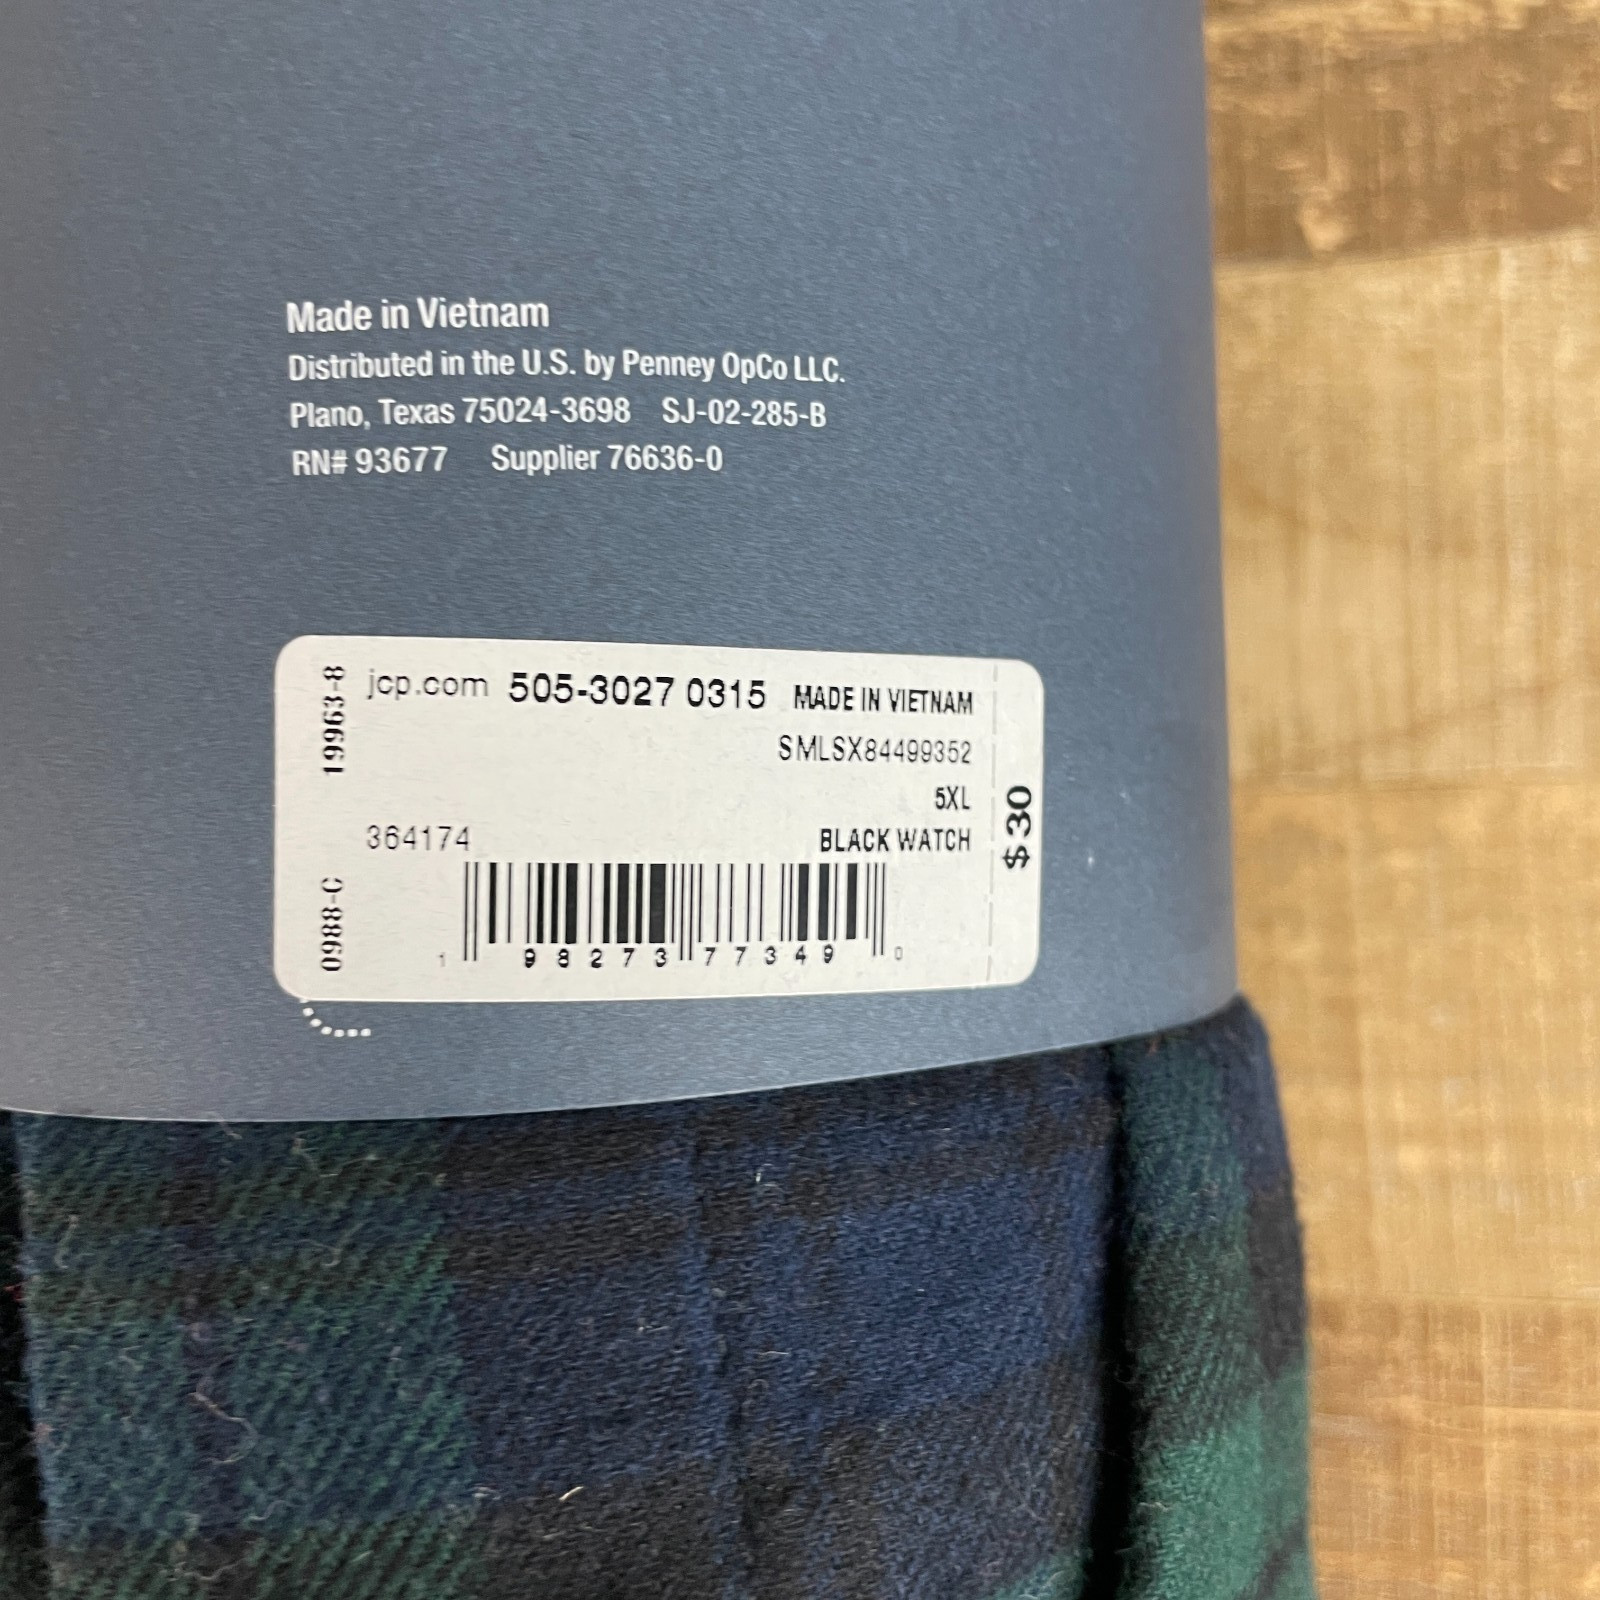 Made in Vietnam
Distributed in the U.S. by Penney OpCo LLC.
Plano, Texas 75024-3698 SJ-02-285-B
RN# 93677 Supplier 76636-0
19963-8
jcp.com 505-3027 0315 MADE IN VIETNAM
SMLSX84499352
5XL
364174 BLACK WATCH
$30
0988-C
1 98273 77349 0